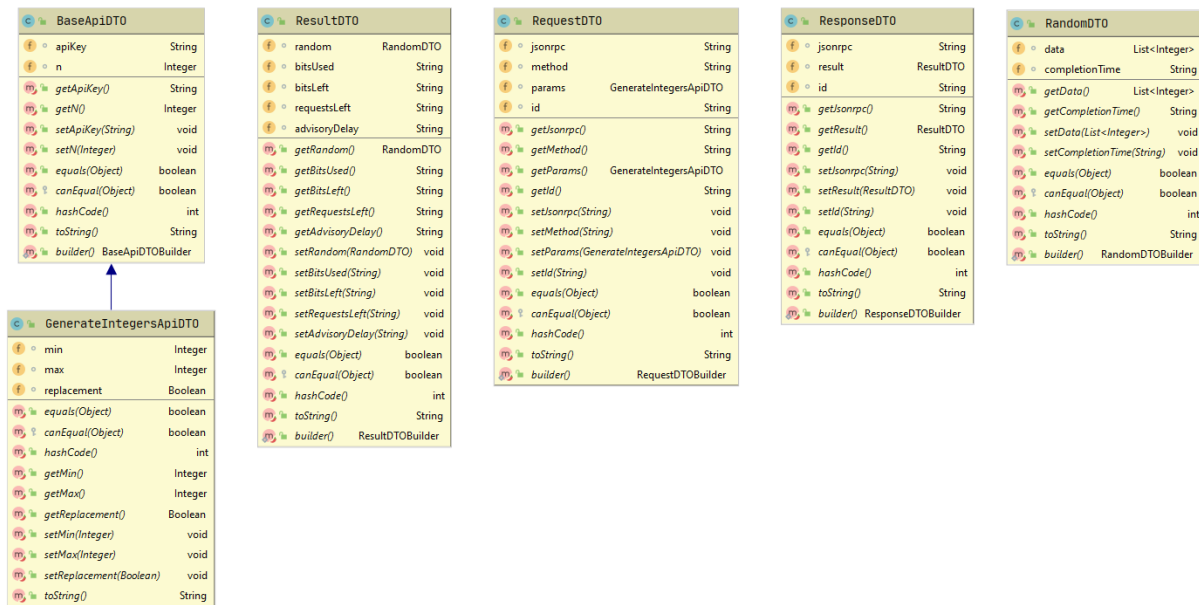 BaseApiDTO
apiKey String
n Integer
getApiKey() String
getN() Integer
setApiKey(String) void
setN(Integer) void
equals(Object) boolean
canEqual(Object) boolean
hashCode() int
toString() String
builder() BaseApiDTOBuilder
GenerateIntegersApiDTO
min Integer
max Integer
replacement Boolean
equals(Object) boolean
canEqual(Object) boolean
hashCode() int
getMin() Integer
getMax() Integer
getReplacement() Boolean
setMin(Integer) void
setMax(Integer) void
setReplacement(Boolean) void
toString() String
ResultDTO
random RandomDTO
bitsUsed String
bitsLeft String
requestsLeft String
advisoryDelay String
getRandom() RandomDTO
getBitsUsed() String
getBitsLeft() String
getRequestsLeft() String
getAdvisoryDelay() String
setRandom(RandomDTO) void
setBitsUsed(String) void
setBitsLeft(String) void
setRequestsLeft(String) void
setAdvisoryDelay(String) void
equals(Object) boolean
canEqual(Object) boolean
hashCode() int
toString() String
builder() ResultDTOBuilder
RequestDTO
jsonrpc String
method String
params GenerateIntegersApiDTO
id String
getJsonrpc() String
getMethod() String
getParams() GenerateIntegersApiDTO
getId() String
setJsonrpc(String) void
setMethod(String) void
setParams(GenerateIntegersApiDTO) void
setId(String) void
equals(Object) boolean
canEqual(Object) boolean
hashCode() int
toString() String
builder() RequestDTOBuilder
ResponseDTO
jsonrpc String
result ResultDTO
id String
getJsonrpc() String
getResult() ResultDTO
getId() String
setJsonrpc(String) void
setResult(ResultDTO) void
setId(String) void
equals(Object) boolean
canEqual(Object) boolean
hashCode() int
toString() String
builder() ResponseDTOBuilder
RandomDTO
data List<Integer>
completionTime String
getData() List<Integer>
getCompletionTime() String
setData(List<Integer>) void
setCompletionTime(String) void
equals(Object) boolean
canEqual(Object) boolean
hashCode() int
toString() String
builder() RandomDTOBuilder